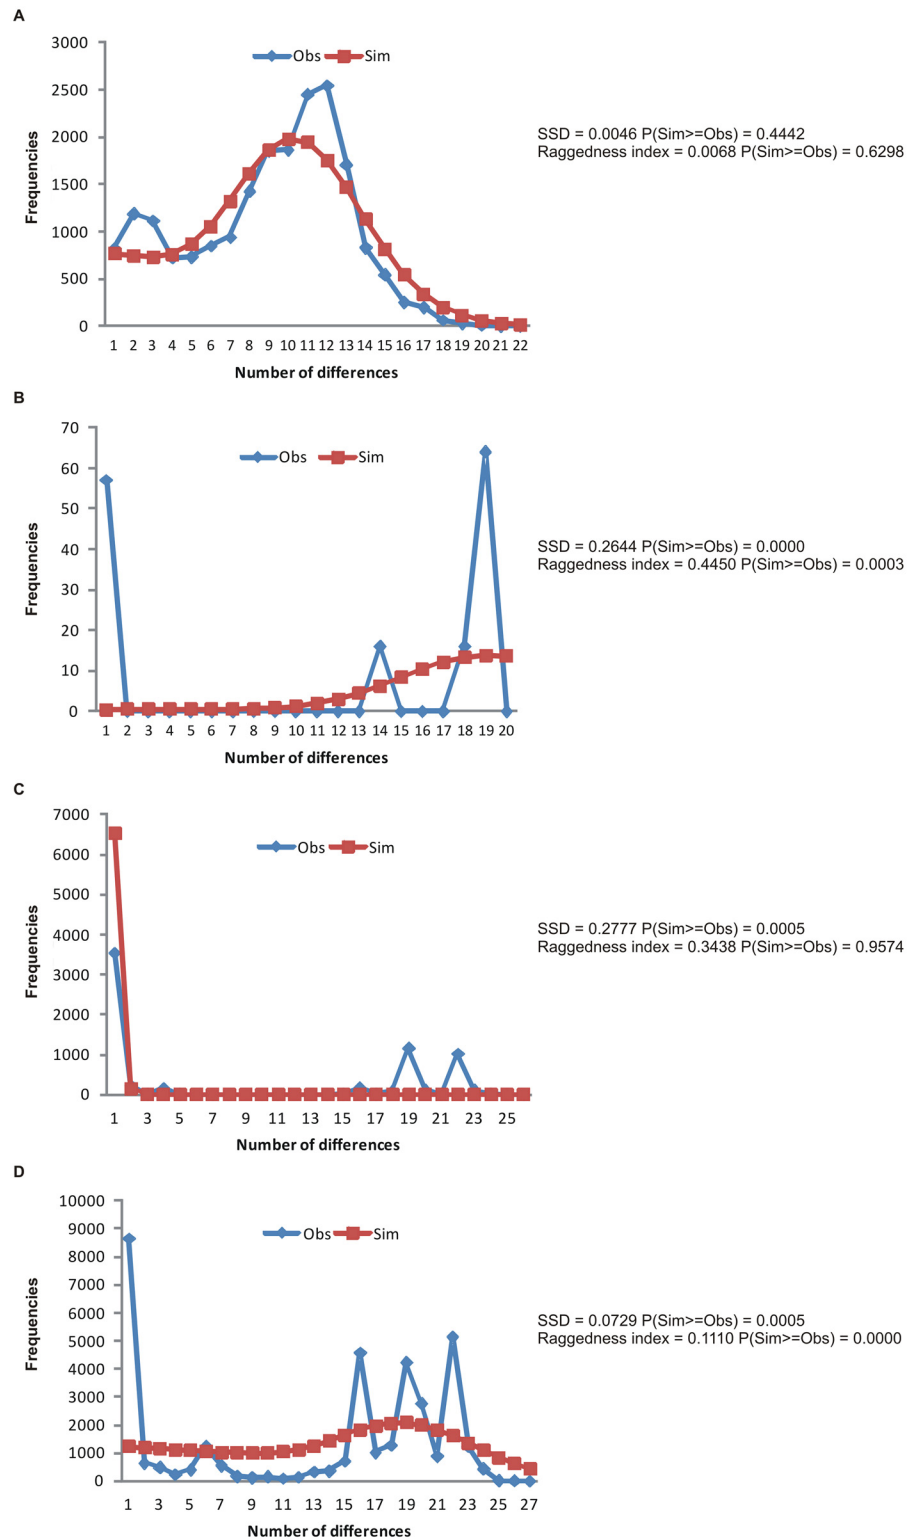 A
3000
2500
2000
1500
1000
500
0
Frequencies
Obs Sim
1 2 3 4 5 6 7 8 9 10 11 12 13 14 15 16 17 18 19 20 21 22
Number of differences
SSD = 0.0046 P(Sim>=Obs) = 0.4442
Raggedness index = 0.0068 P(Sim>=Obs) = 0.6298
B
70
60
50
40
30
20
10
0
Frequencies
Obs Sim
1 2 3 4 5 6 7 8 9 10 11 12 13 14 15 16 17 18 19 20
Number of differences
SSD = 0.2644 P(Sim>=Obs) = 0.0000
Raggedness index = 0.4450 P(Sim>=Obs) = 0.0003
C
7000
6000
5000
4000
3000
2000
1000
0
Frequencies
Obs Sim
1 3 5 7 9 11 13 15 17 19 21 23 25
Number of differences
SSD = 0.2777 P(Sim>=Obs) = 0.0005
Raggedness index = 0.3438 P(Sim>=Obs) = 0.9574
D
10000
9000
8000
7000
6000
5000
4000
3000
2000
1000
0
Frequencies
Obs Sim
1 3 5 7 9 11 13 15 17 19 21 23 25 27
Number of differences
SSD = 0.0729 P(Sim>=Obs) = 0.0005
Raggedness index = 0.1110 P(Sim>=Obs) = 0.0000